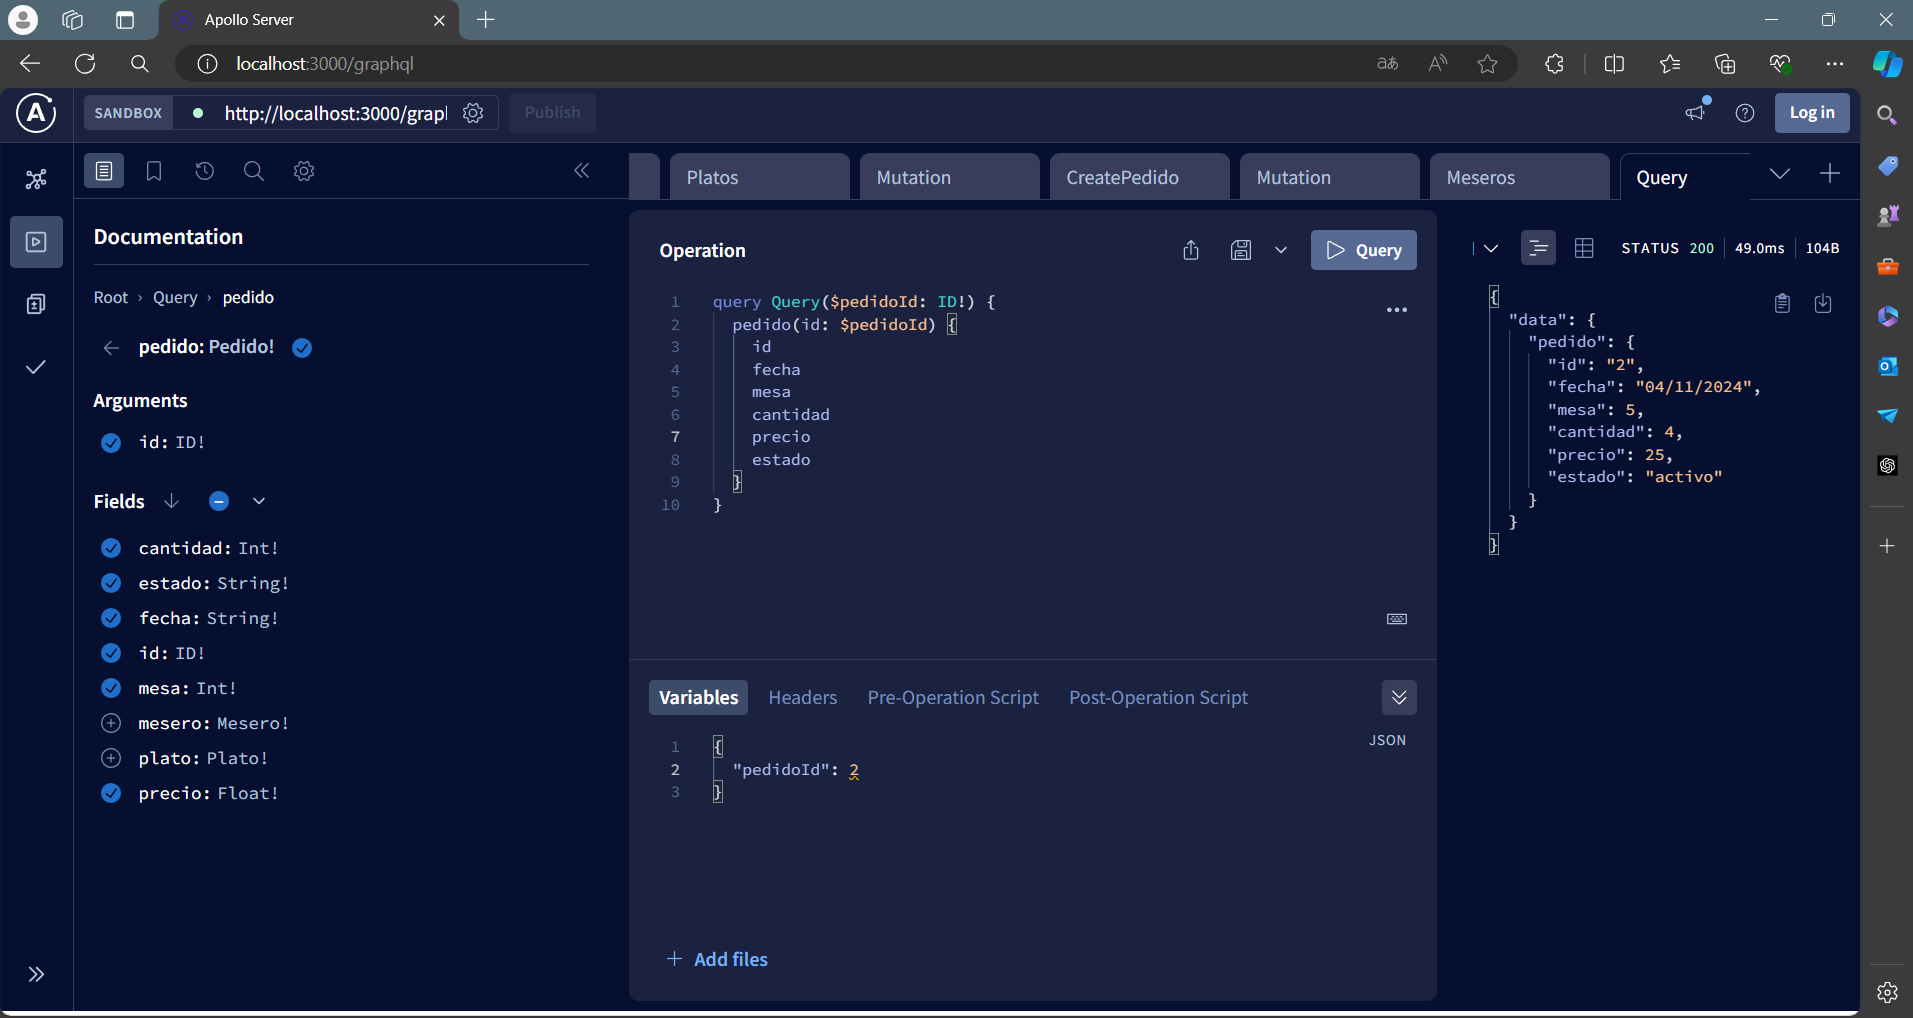 Apollo Server
localhost:3000/graphql
SANDBOX
http://localhost:3000/grap
Publish
Log in
Platos
Mutation
CreatePedido
Mutation
Meseros
Query
Documentation
Root › Query › pedido
pedido: Pedido!
Arguments
id: ID!
Fields
cantidad: Int!
estado: String!
fecha: String!
id: ID!
mesa: Int!
mesero: Mesero!
plato: Plato!
precio: Float!
Operation
Query
1 query Query($pedidoId: ID!) {
2 pedido(id: $pedidoId) {
3 id
4 fecha
5 mesa
6 cantidad
7 precio
8 estado
9 }
10 }
Variables Headers Pre-Operation Script Post-Operation Script
JSON
1 {
2 "pedidoId": 2
3 }
+ Add files
STATUS 200 49.0ms 104B
{
"data": {
"pedido": {
"id": "2",
"fecha": "04/11/2024",
"mesa": 5,
"cantidad": 4,
"precio": 25,
"estado": "activo"
}
}
}